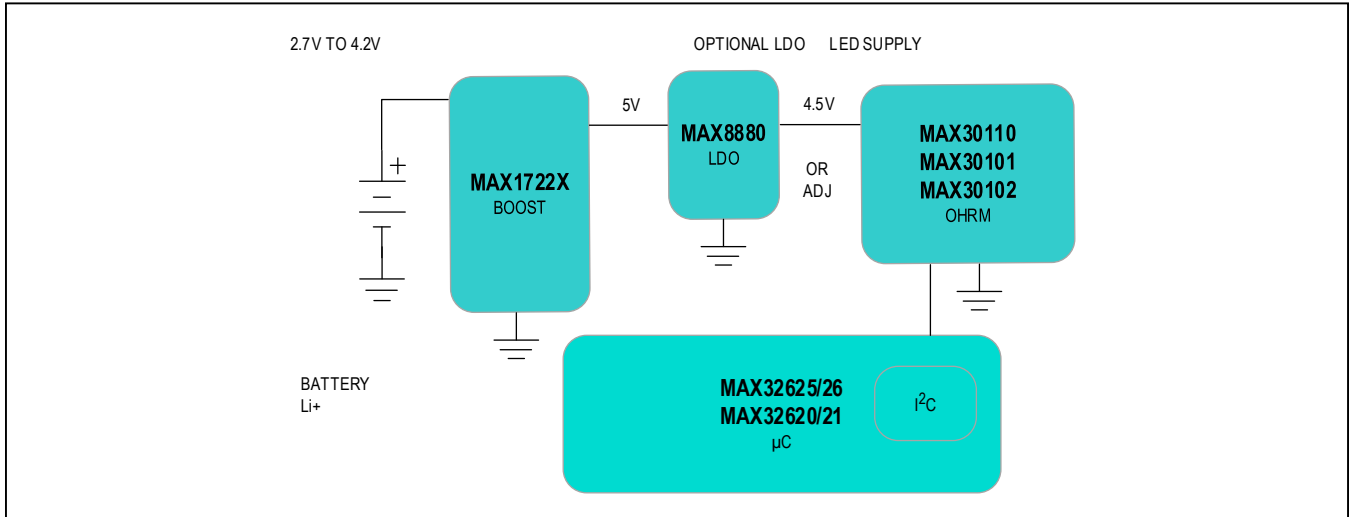 2.7V TO 4.2V
OPTIONAL LDO
LED SUPPLY
5V
4.5V
MAX8880
LDO
OR
ADJ
MAX30110
MAX30101
MAX30102
OHRM
+
MAX1722X
BOOST
BATTERY
Li+
MAX32625/26
MAX32620/21
µC
I²C